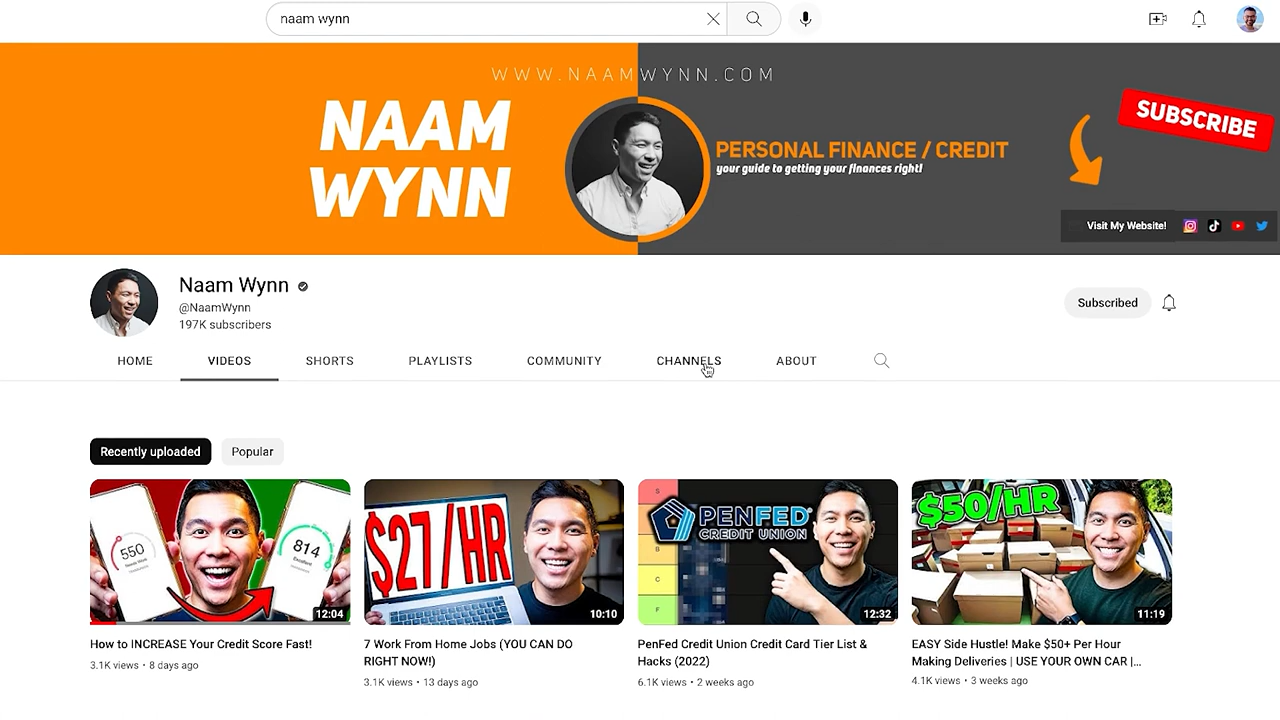 naam wynn
WWW.NAAMWYNN.COM
NAAM
WYNN
PERSONAL FINANCE / CREDIT
your guide to getting your finances right!
SUBSCRIBE
Visit My Website!
Naam Wynn
@NaamWynn
197K subscribers
Subscribed
HOME VIDEOS SHORTS PLAYLISTS COMMUNITY CHANNELS ABOUT
Recently uploaded Popular
550
814
Excellent
12:04
$27/HR
10:10
S
PENFED
CREDIT UNION
B
C
F
12:32
$50/HR
11:19
How to INCREASE Your Credit Score Fast!
3.1K views • 8 days ago
7 Work From Home Jobs (YOU CAN DO
RIGHT NOW!)
3.1K views • 13 days ago
PenFed Credit Union Credit Card Tier List &
Hacks (2022)
6.1K views • 2 weeks ago
EASY Side Hustle! Make $50+ Per Hour
Making Deliveries | USE YOUR OWN CAR |...
4.1K views • 3 weeks ago